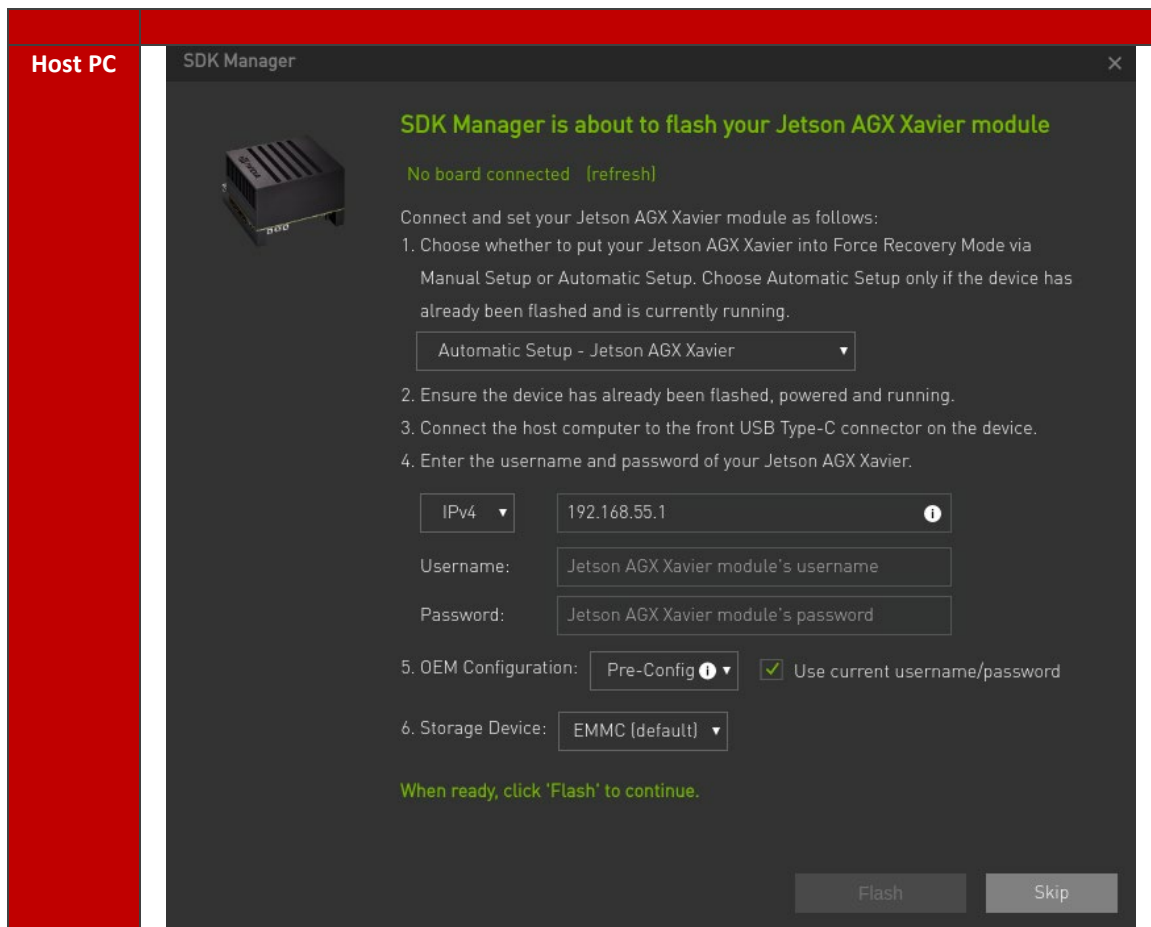 Host PC
SDK Manager
SDK Manager is about to flash your Jetson AGX Xavier module
No board connected (refresh)
Connect and set your Jetson AGX Xavier module as follows:
1. Choose whether to put your Jetson AGX Xavier into Force Recovery Mode via
Manual Setup or Automatic Setup. Choose Automatic Setup only if the device has
already been flashed and is currently running.
Automatic Setup - Jetson AGX Xavier
2. Ensure the device has already been flashed, powered and running.
3. Connect the host computer to the front USB Type-C connector on the device.
4. Enter the username and password of your Jetson AGX Xavier.
IPv4 192.168.55.1
Username: Jetson AGX Xavier module's username
Password: Jetson AGX Xavier module's password
5. OEM Configuration: Pre-Config Use current username/password
6. Storage Device: EMMC (default)
When ready, click 'Flash' to continue.
Flash Skip